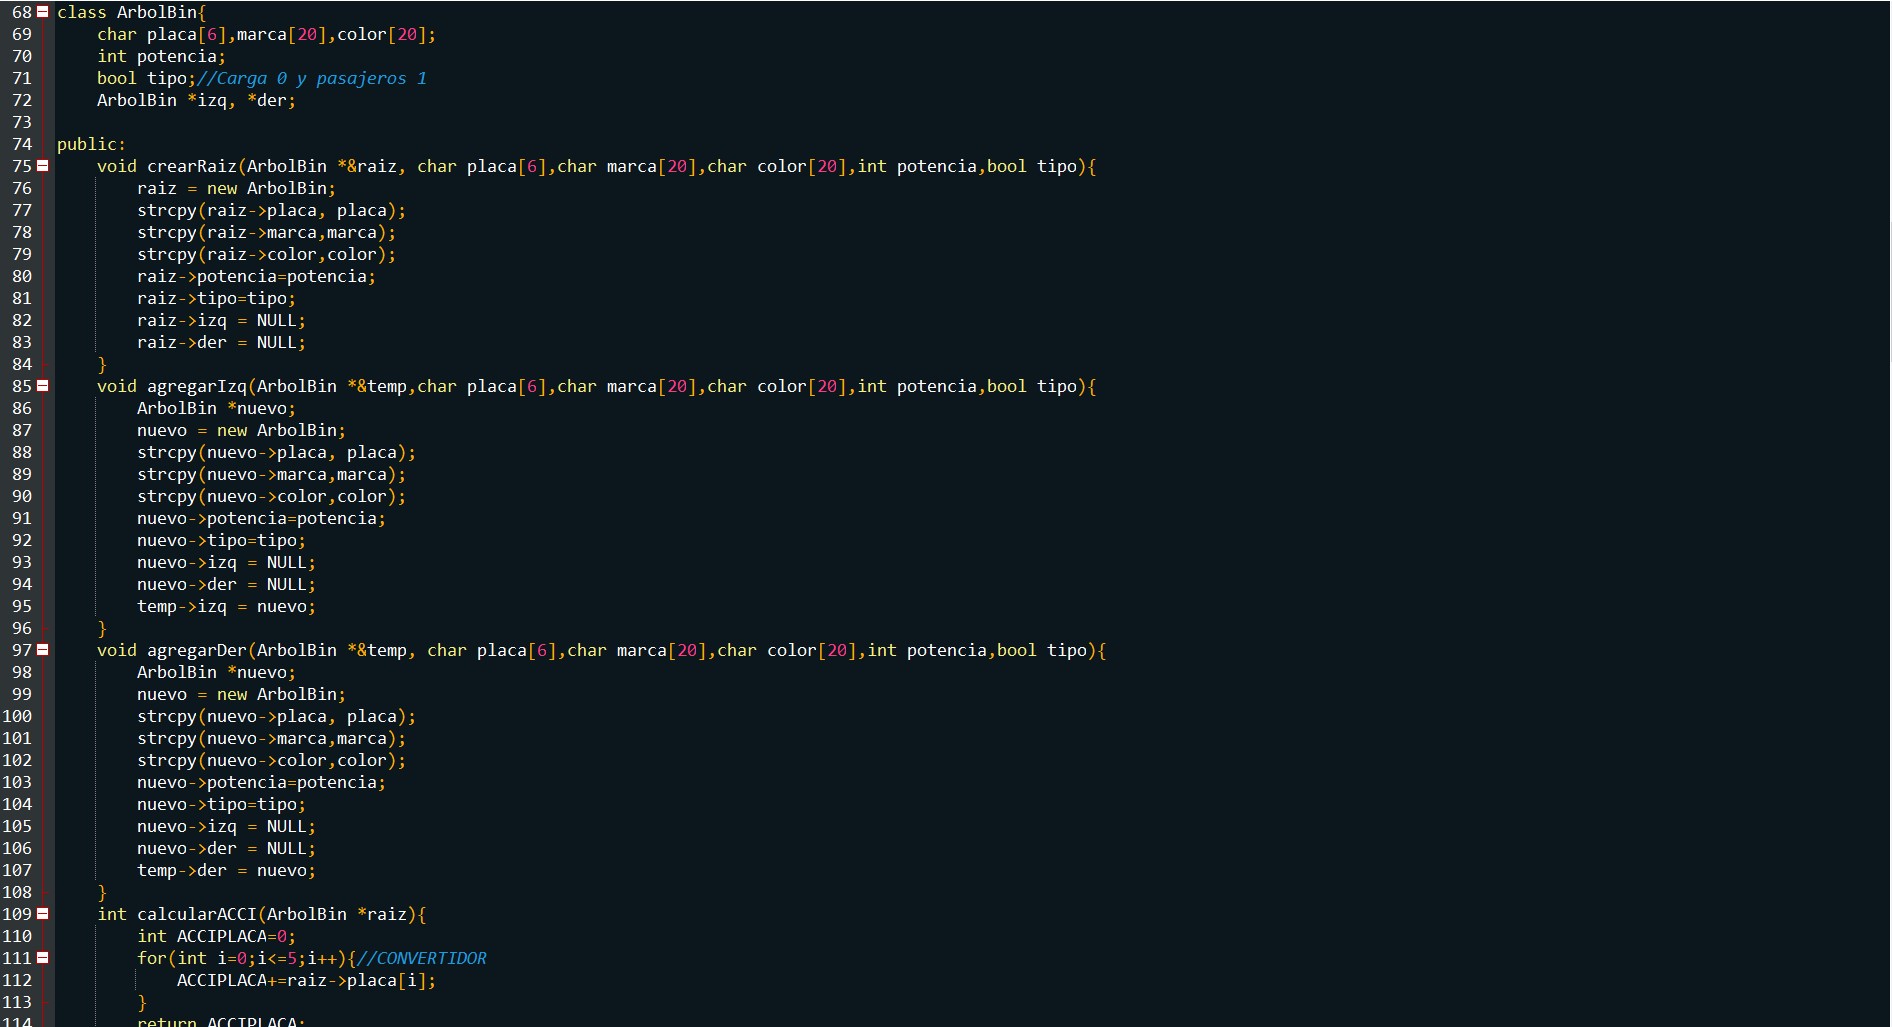 68 class ArbolBin{
69     char placa[6],marca[20],color[20];
70     int potencia;
71     bool tipo;//Carga 0 y pasajeros 1
72     ArbolBin *izq, *der;
73
74 public:
75     void crearRaiz(ArbolBin *&raiz, char placa[6],char marca[20],char color[20],int potencia,bool tipo){
76         raiz = new ArbolBin;
77         strcpy(raiz->placa, placa);
78         strcpy(raiz->marca,marca);
79         strcpy(raiz->color,color);
80         raiz->potencia=potencia;
81         raiz->tipo=tipo;
82         raiz->izq = NULL;
83         raiz->der = NULL;
84     }
85     void agregarIzq(ArbolBin *&temp,char placa[6],char marca[20],char color[20],int potencia,bool tipo){
86         ArbolBin *nuevo;
87         nuevo = new ArbolBin;
88         strcpy(nuevo->placa, placa);
89         strcpy(nuevo->marca,marca);
90         strcpy(nuevo->color,color);
91         nuevo->potencia=potencia;
92         nuevo->tipo=tipo;
93         nuevo->izq = NULL;
94         nuevo->der = NULL;
95         temp->izq = nuevo;
96     }
97     void agregarDer(ArbolBin *&temp, char placa[6],char marca[20],char color[20],int potencia,bool tipo){
98         ArbolBin *nuevo;
99         nuevo = new ArbolBin;
100         strcpy(nuevo->placa, placa);
101         strcpy(nuevo->marca,marca);
102         strcpy(nuevo->color,color);
103         nuevo->potencia=potencia;
104         nuevo->tipo=tipo;
105         nuevo->izq = NULL;
106         nuevo->der = NULL;
107         temp->der = nuevo;
108     }
109     int calcularACCI(ArbolBin *raiz){
110         int ACCIPLACA=0;
111         for(int i=0;i<=5;i++){//CONVERTIDOR
112             ACCIPLACA+=raiz->placa[i];
113         }
114         return ACCIPLACA;